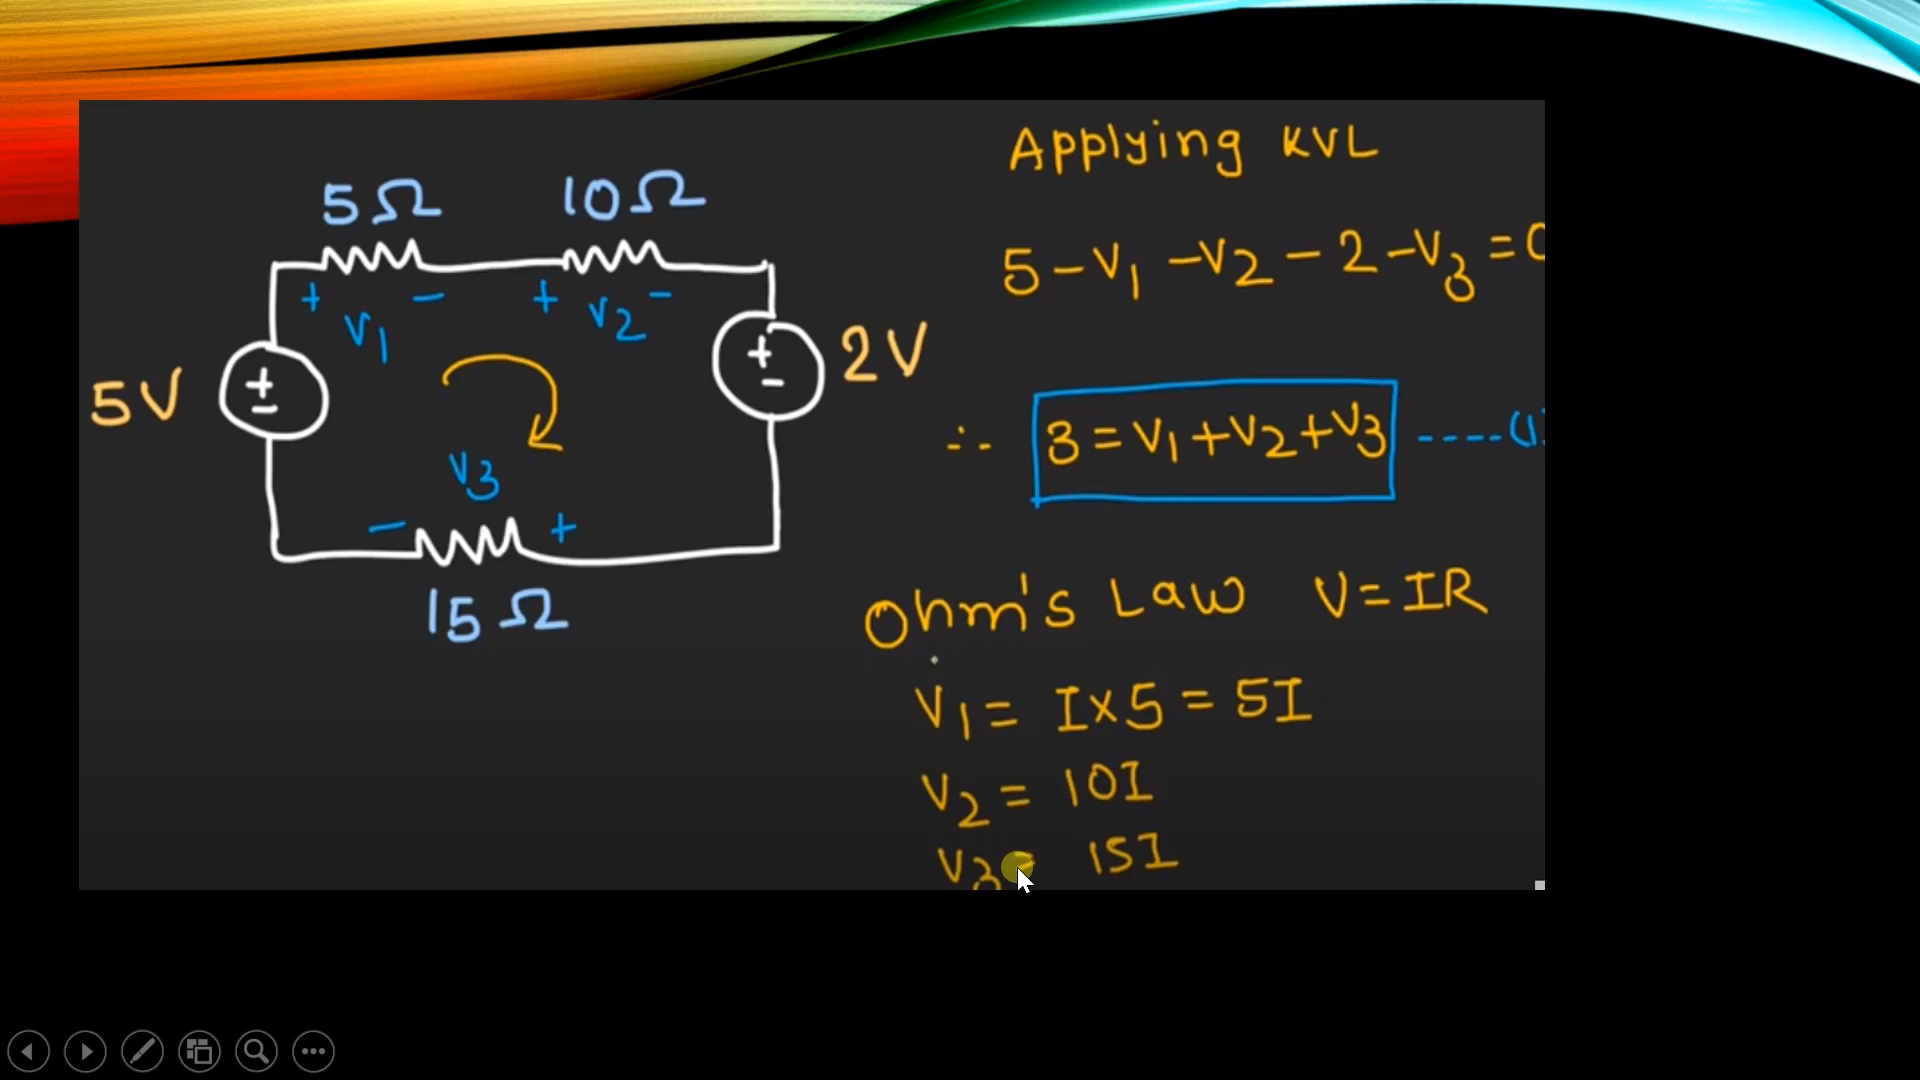 Applying KVL
5Ω 10Ω
5 - V1 - V2 - 2 - V3 = 0
+ - + -
V1 V2
5V + - + - 2V
∴ 3 = V1 + V2 + V3 ----(1)
V3
- +
15Ω
Ohm's Law V = IR
V1 = I×5 = 5I
V2 = 10I
V3 = 15I